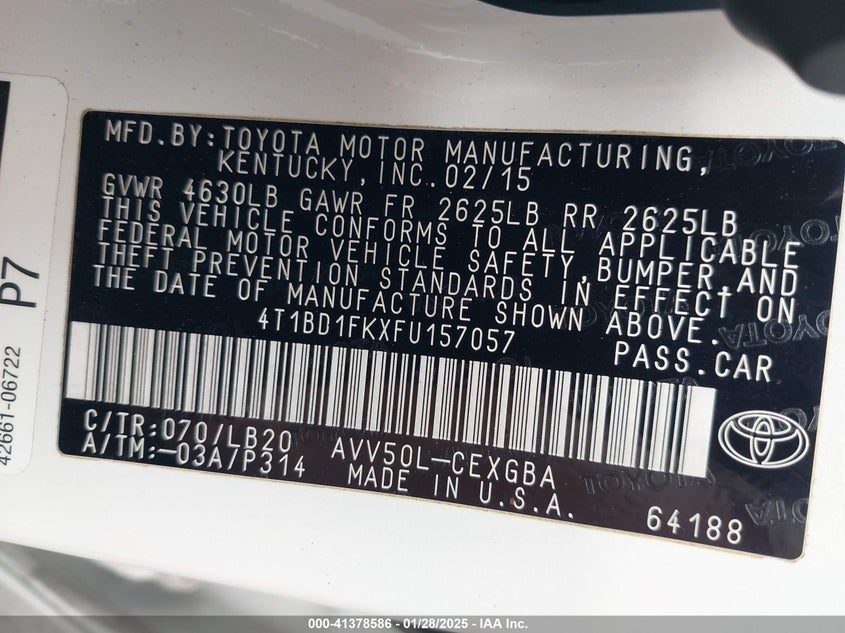 MFD.BY:TOYOTA MOTOR MANUFACTURING,
KENTUCKY, INC. 02/15
GVWR 4630LB GAWR FR 2625LB RR 2625LB
THIS VEHICLE CONFORMS TO ALL APPLICABLE
FEDERAL MOTOR VEHICLE SAFETY, BUMPER, AND
THEFT PREVENTION STANDARDS IN EFFECT ON
THE DATE OF MANUFACTURE SHOWN ABOVE.
4T1BD1FKXFU157057
PASS.CAR
C/TR:070/LB20
A/TM:-03A/P314
AVV50L-CEXGBA
MADE IN U.S.A.
64188
P7
42661-06722
TOYOTA
000-41378586 | 01/28/2025 - IAA Inc.